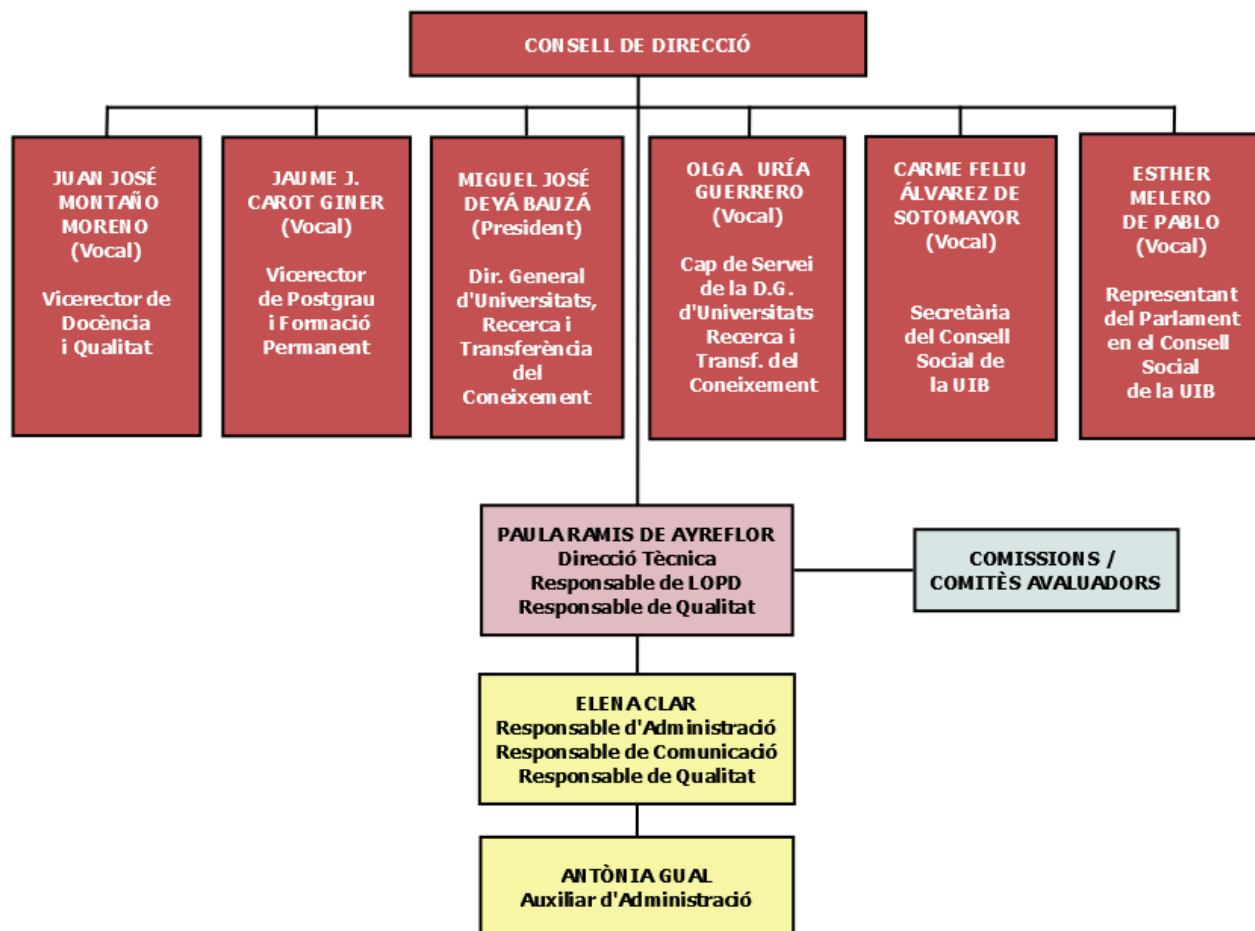 CONSELL DE DIRECCIÓ
JUAN JOSÉ
MONTAÑO
MORENO
(Vocal)
Vicerector de
Docència
i Qualitat
JAUME J.
CAROT GINER
(Vocal)
Vicerector
de Postgrau
i Formació
Permanent
MIGUEL JOSÉ
DEYÁ BAUZÁ
(President)
Dir. General
d'Universitats,
Recerca i
Transferència
del
Coneixement
OLGA URÍA
GUERRERO
(Vocal)
Cap de Servei
de la D.G.
d'Universitats
Recerca i
Transf. del
Coneixement
CARME FELIU
ÁLVAREZ DE
SOTOMAYOR
(Vocal)
Secretària
del Consell
Social de
la UIB
ESTHER
MELERO
DE PABLO
(Vocal)
Representant
del Parlament
en el Consell
Social
de la UIB
PAULA RAMIS DE AYREFLOR
Direcció Tècnica
Responsable de LOPD
Responsable de Qualitat
COMISSIONS /
COMITÈS AVALUADORS
ELENA CLAR
Responsable d'Administració
Responsable de Comunicació
Responsable de Qualitat
ANTÒNIA GUAL
Auxiliar d'Administració